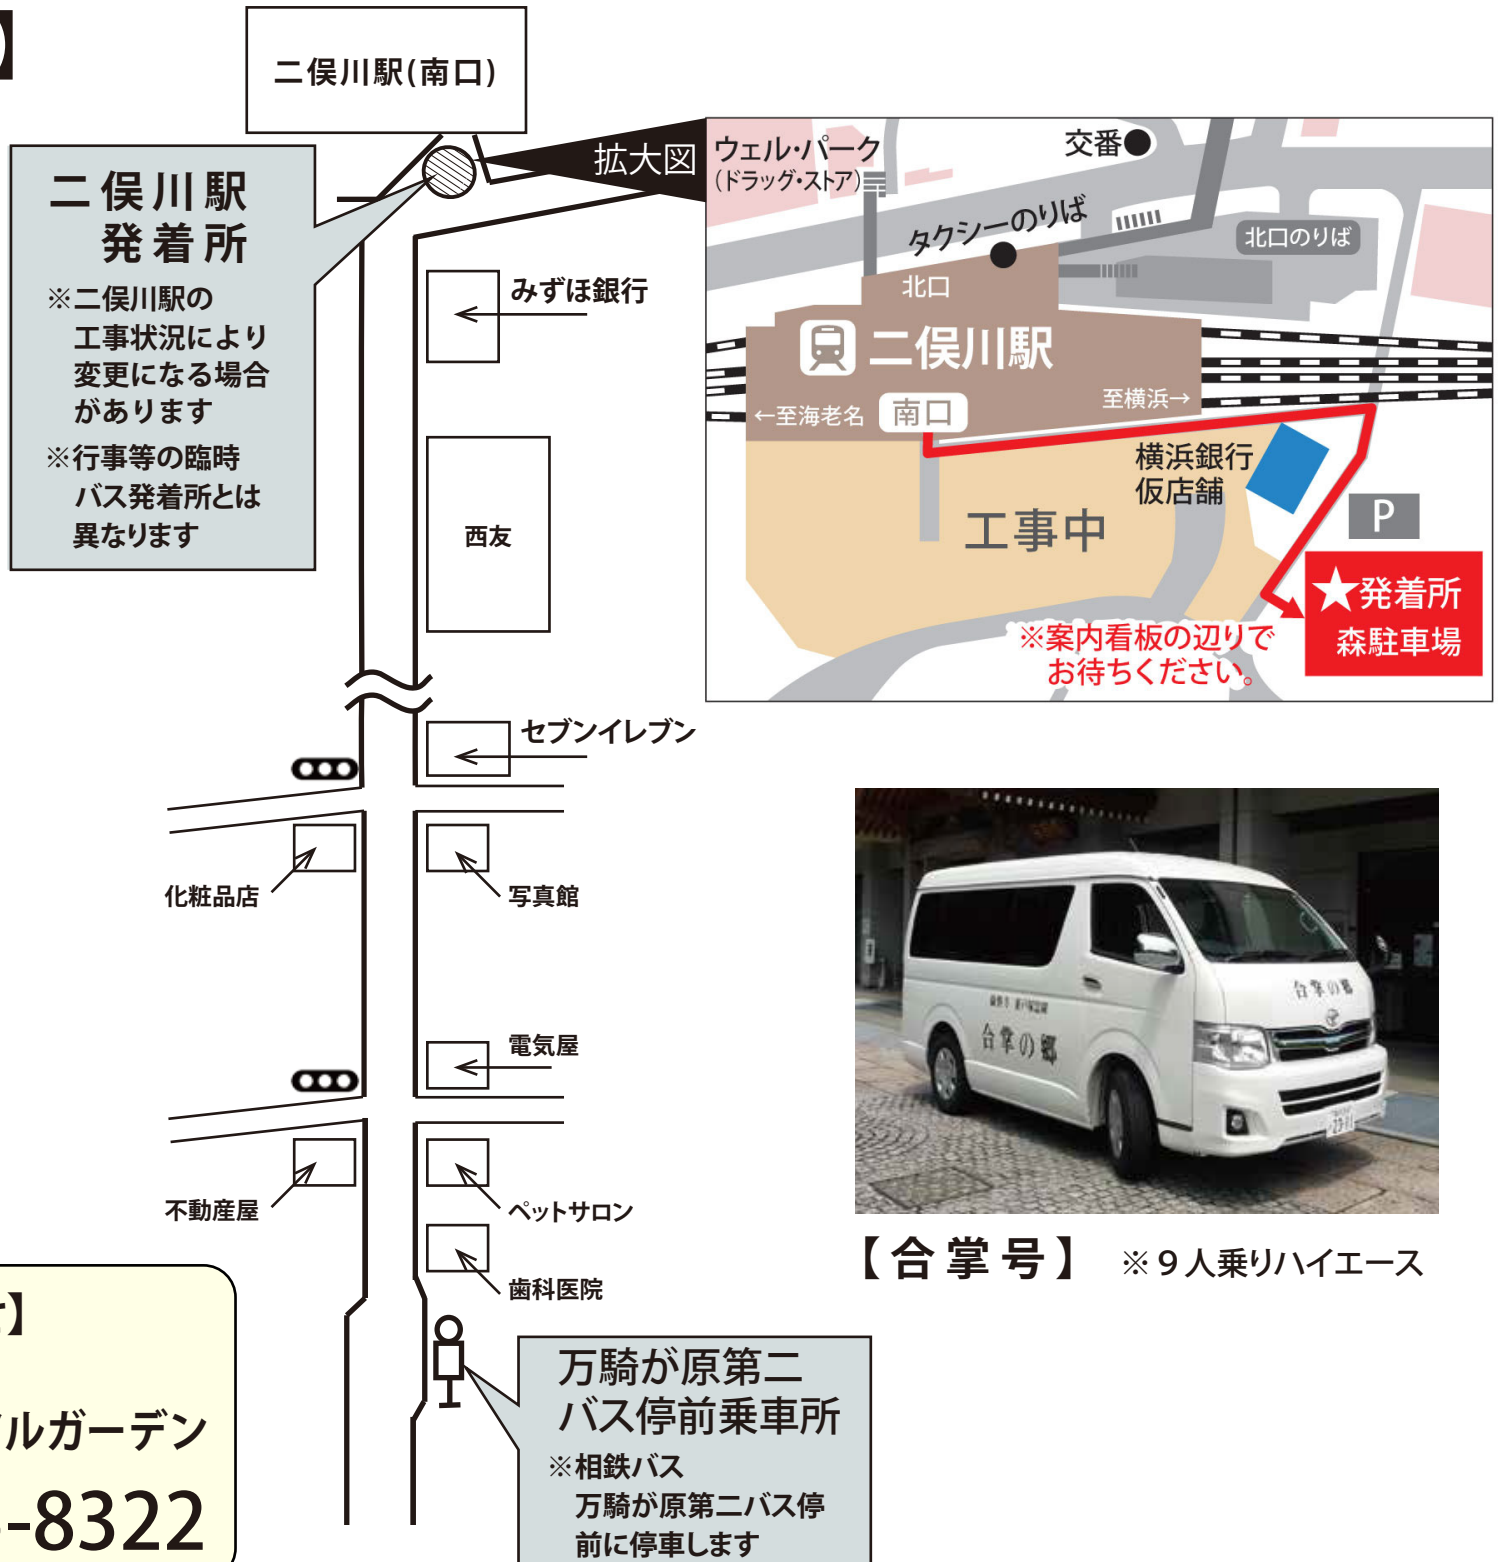 】
二俣川駅(南口)
二俣川駅
発着所
※二俣川駅の
工事状況により
変更になる場合
があります
※行事等の臨時
バス発着所とは
異なります
拡大図
ウェル・パーク
(ドラッグ・ストア)
交番
タクシーのりば
北口のりば
北口
二俣川駅
←至海老名
南口
至横浜→
横浜銀行
仮店舗
工事中
P
★発着所
森駐車場
※案内看板の辺りで
お待ちください。
みずほ銀行
西友
セブンイレブン
化粧品店
写真館
電気屋
不動産屋
ペットサロン
歯科医院
合掌の郷
合掌の郷
【合掌号】 ※9人乗りハイエース
】
ルガーデン
-8322
万騎が原第二
バス停前乗車所
※相鉄バス
万騎が原第二バス停
前に停車します